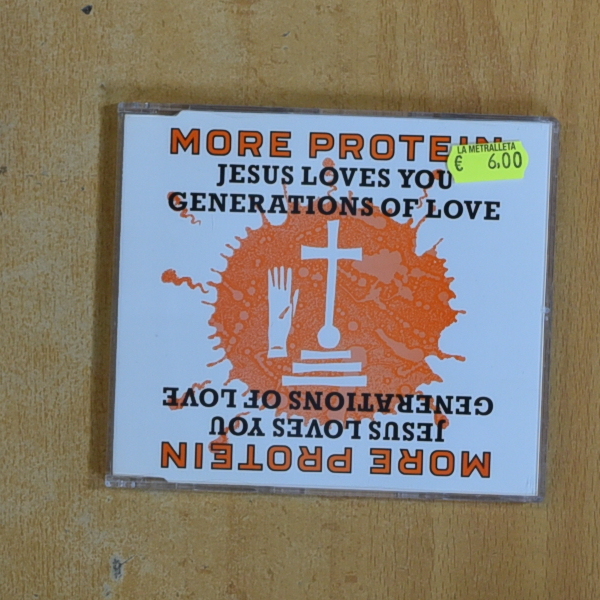 MORE PROTEIN
LA METRALLETA
€ 6.00
JESUS LOVES YOU
GENERATIONS OF LOVE
GENERATIONS OF LOVE
JESUS LOVES YOU
MORE PROTEIN